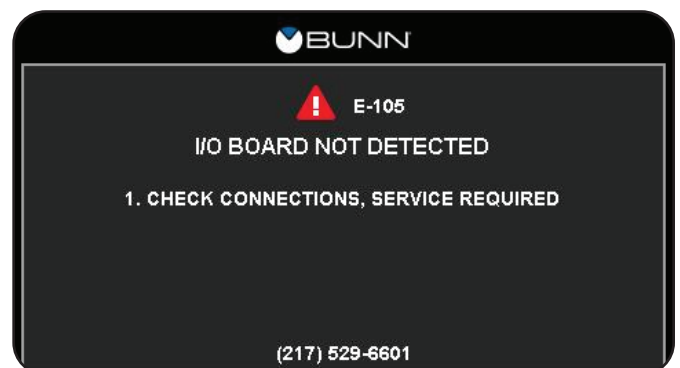 BUNN
E-105
I/O BOARD NOT DETECTED
1. CHECK CONNECTIONS, SERVICE REQUIRED
(217) 529-6601